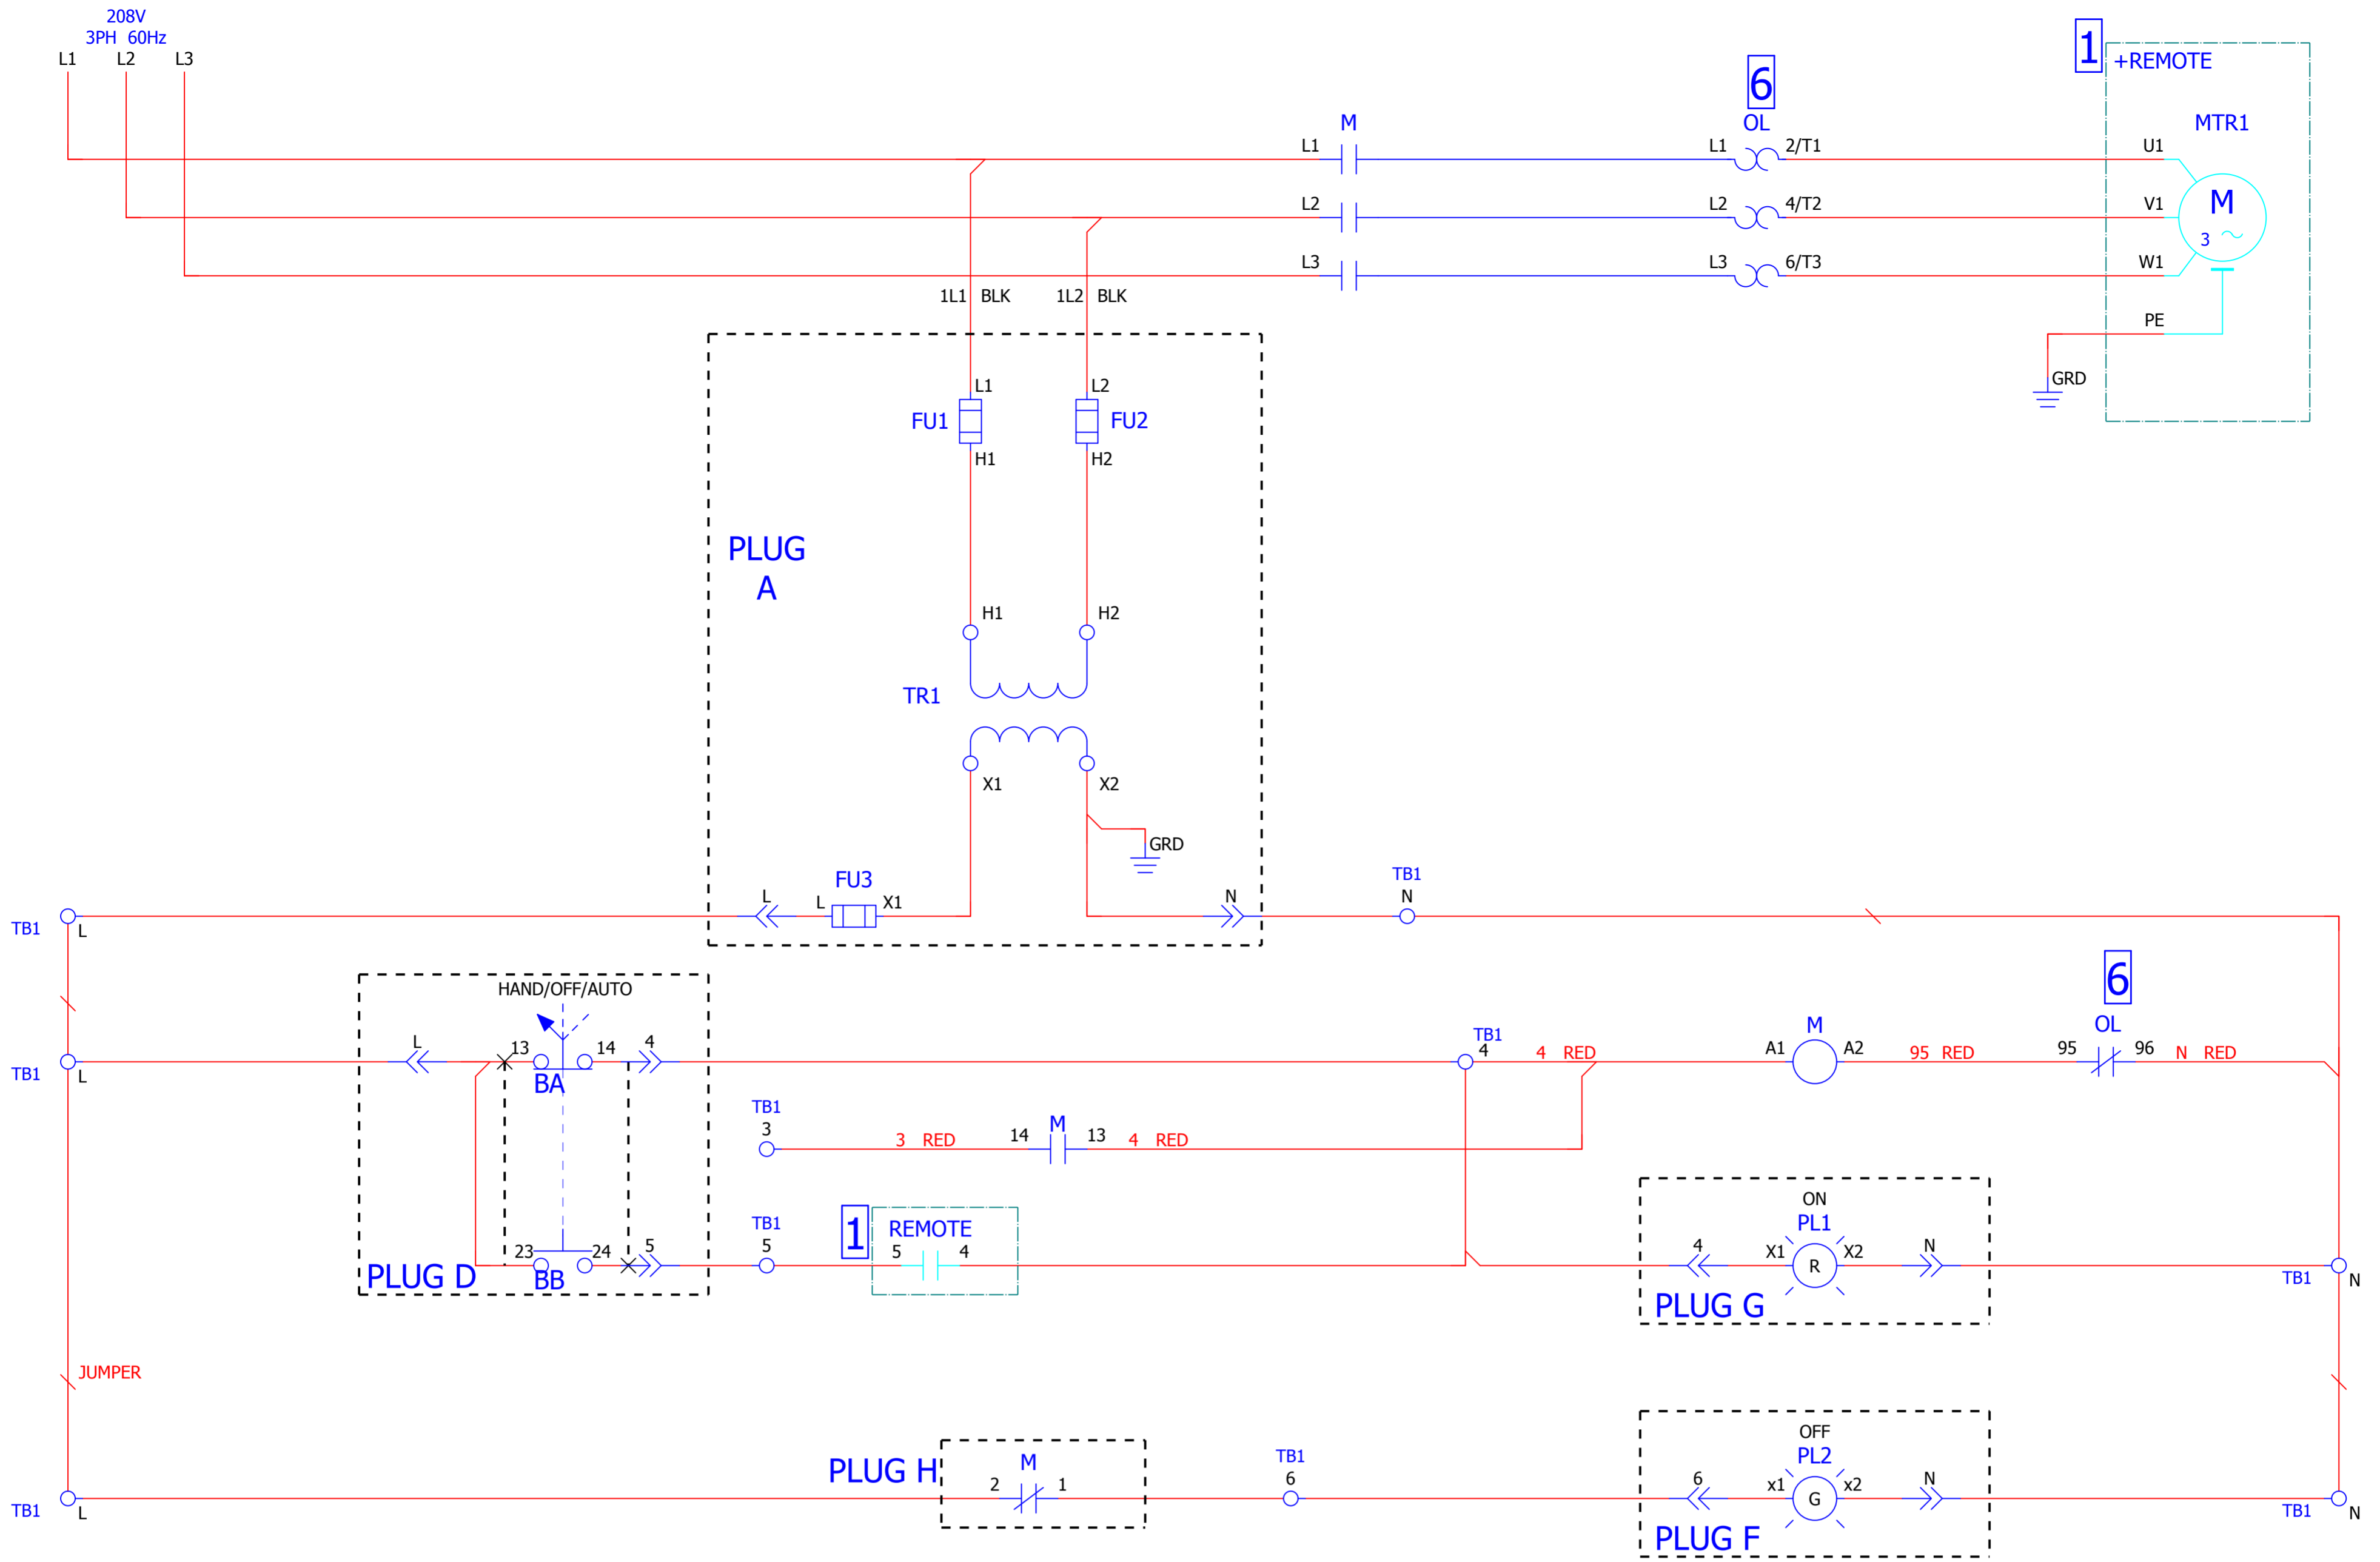 208V
3PH 60Hz
L1 L2 L3
1
+REMOTE
6
M OL MTR1
L1 L1 2/T1 U1
M
L2 L2 4/T2 V1
3
L3 L3 6/T3 W1
1L1 BLK 1L2 BLK
PE
GRD
L1 L2
FU1 FU2
H1 H2
PLUG
A
H1 H2
TR1
X1 X2
GRD
FU3 TB1
L L X1 N N
TB1 L
HAND/OFF/AUTO
6
M OL
L 13 14 4 TB1
4 4 RED A1 A2 95 RED 95 96 N RED
TB1 L
BA
TB1
3 M
3 RED 14 13 4 RED
ON
TB1 1 REMOTE PL1
23 24 5 5 5 4 4 X1 X2 N
R
PLUG D BB TB1 N
PLUG G
JUMPER
OFF
PLUG H M TB1 PL2
2 1 6 6 x1 x2 N
G
TB1 L TB1 N
PLUG F